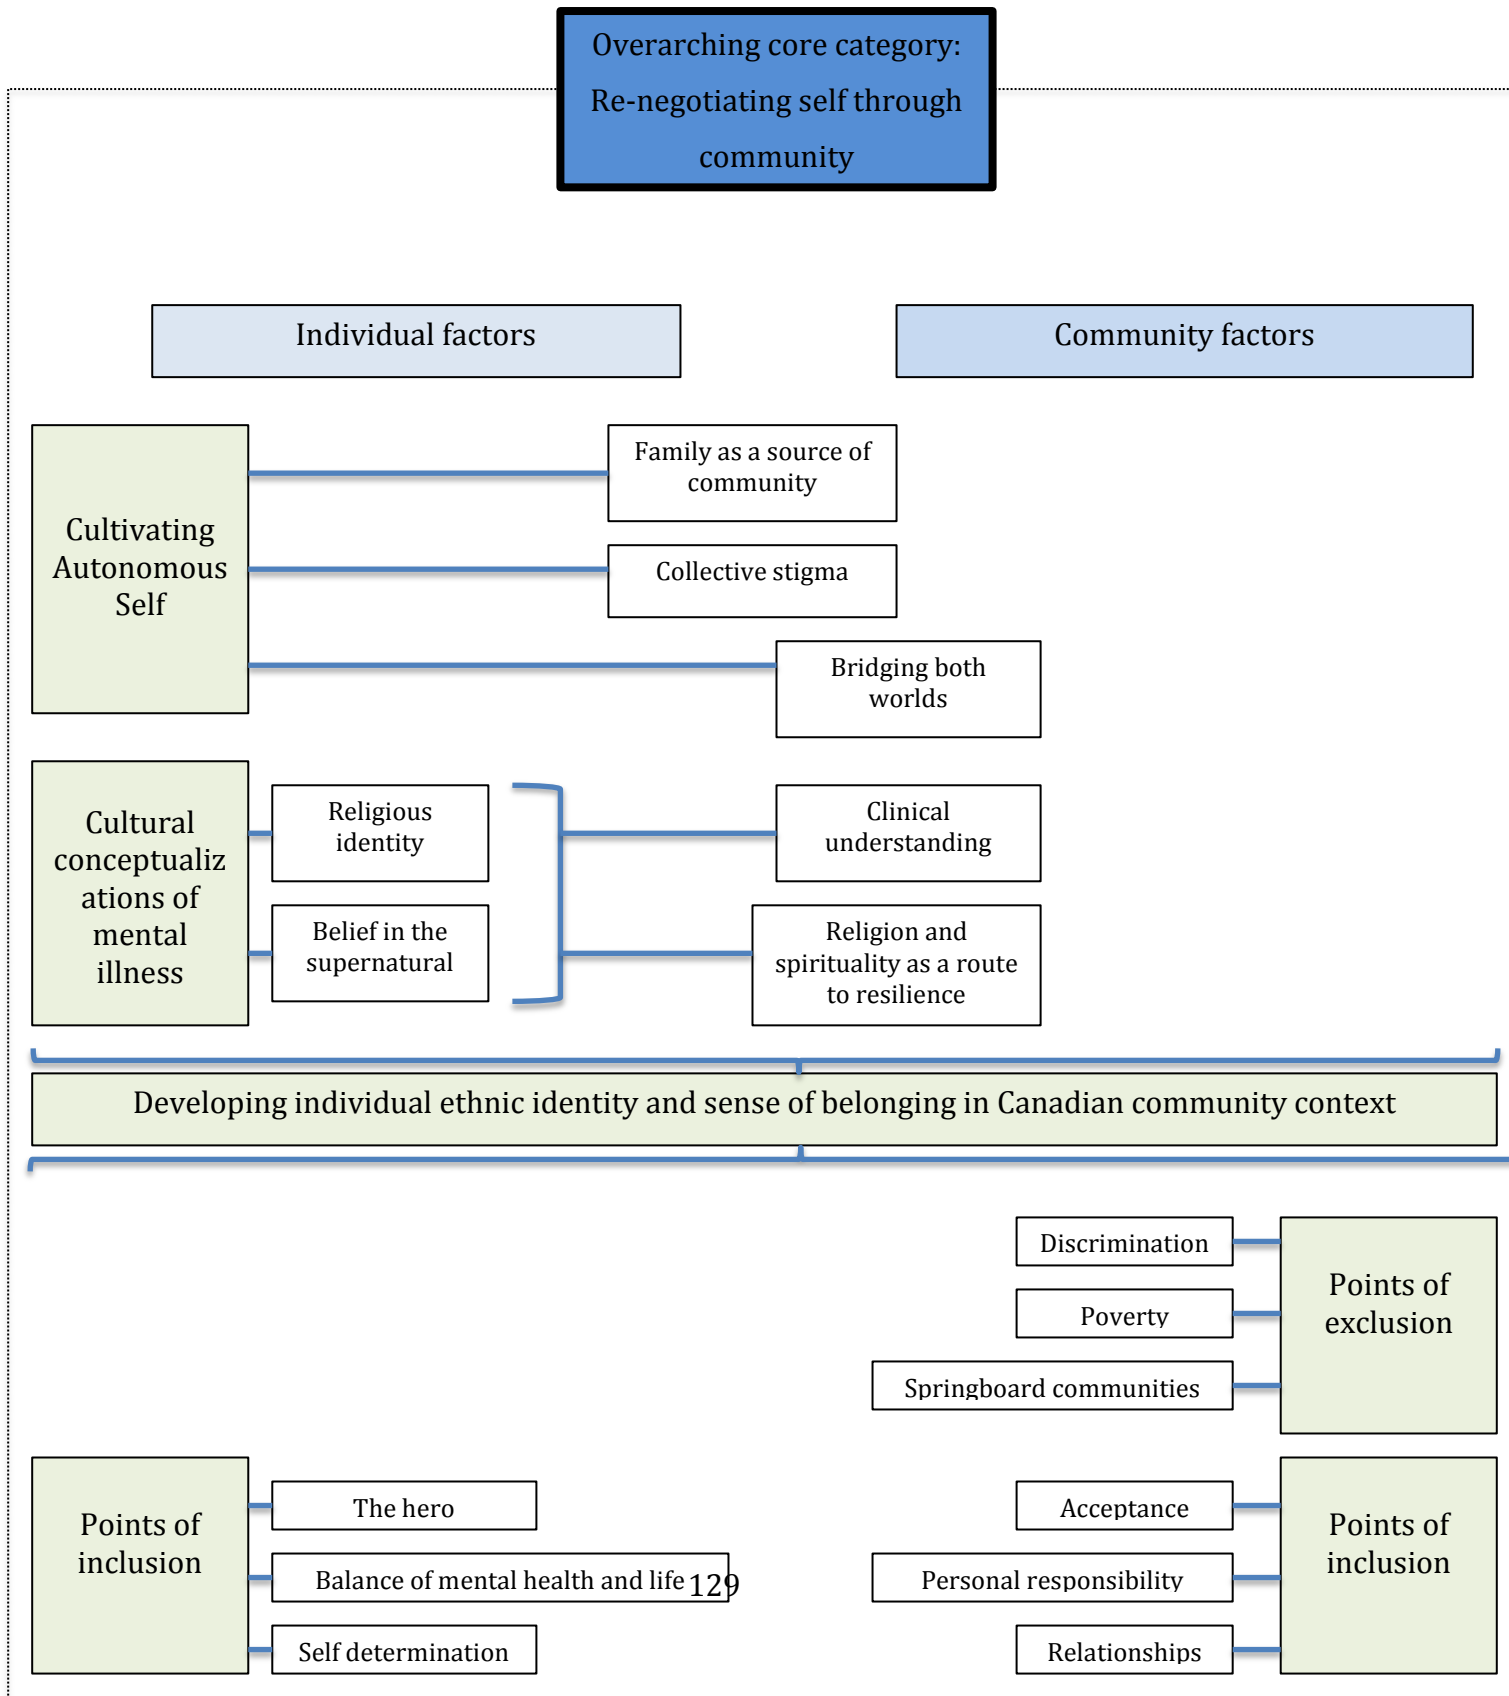 Overarching core category:
Re-negotiating self through
community
Individual factors
Community factors
Cultivating
Autonomous
Self
Family as a source of
community
Collective stigma
Bridging both
worlds
Cultural
conceptualiz
ations of
mental
illness
Religious
identity
Belief in the
supernatural
Clinical
understanding
Religion and
spirituality as a route
to resilience
Developing individual ethnic identity and sense of belonging in Canadian community context
Discrimination
Poverty
Springboard communities
Points of
exclusion
Points of
inclusion
The hero
Balance of mental health and life
129
Self determination
Acceptance
Personal responsibility
Relationships
Points of
inclusion